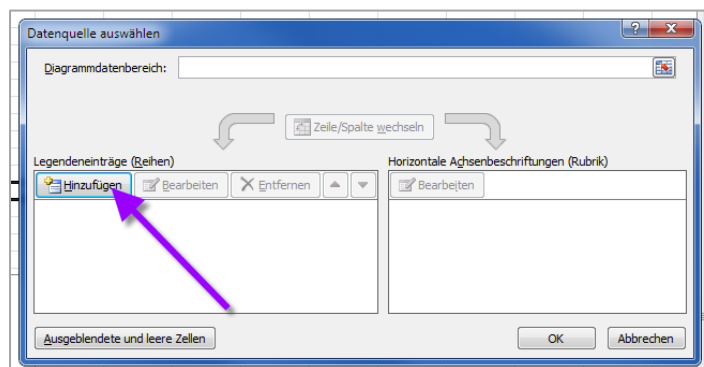 Datenquelle auswählen
Diagrammdatenbereich:
Zeile/Spalte wechseln
Legendeneinträge (Reihen)
Horizontale Achsenbeschriftungen (Rubrik)
Hinzufügen Bearbeiten Entfernen
Bearbeiten
Ausgeblendete und leere Zellen
OK Abbrechen